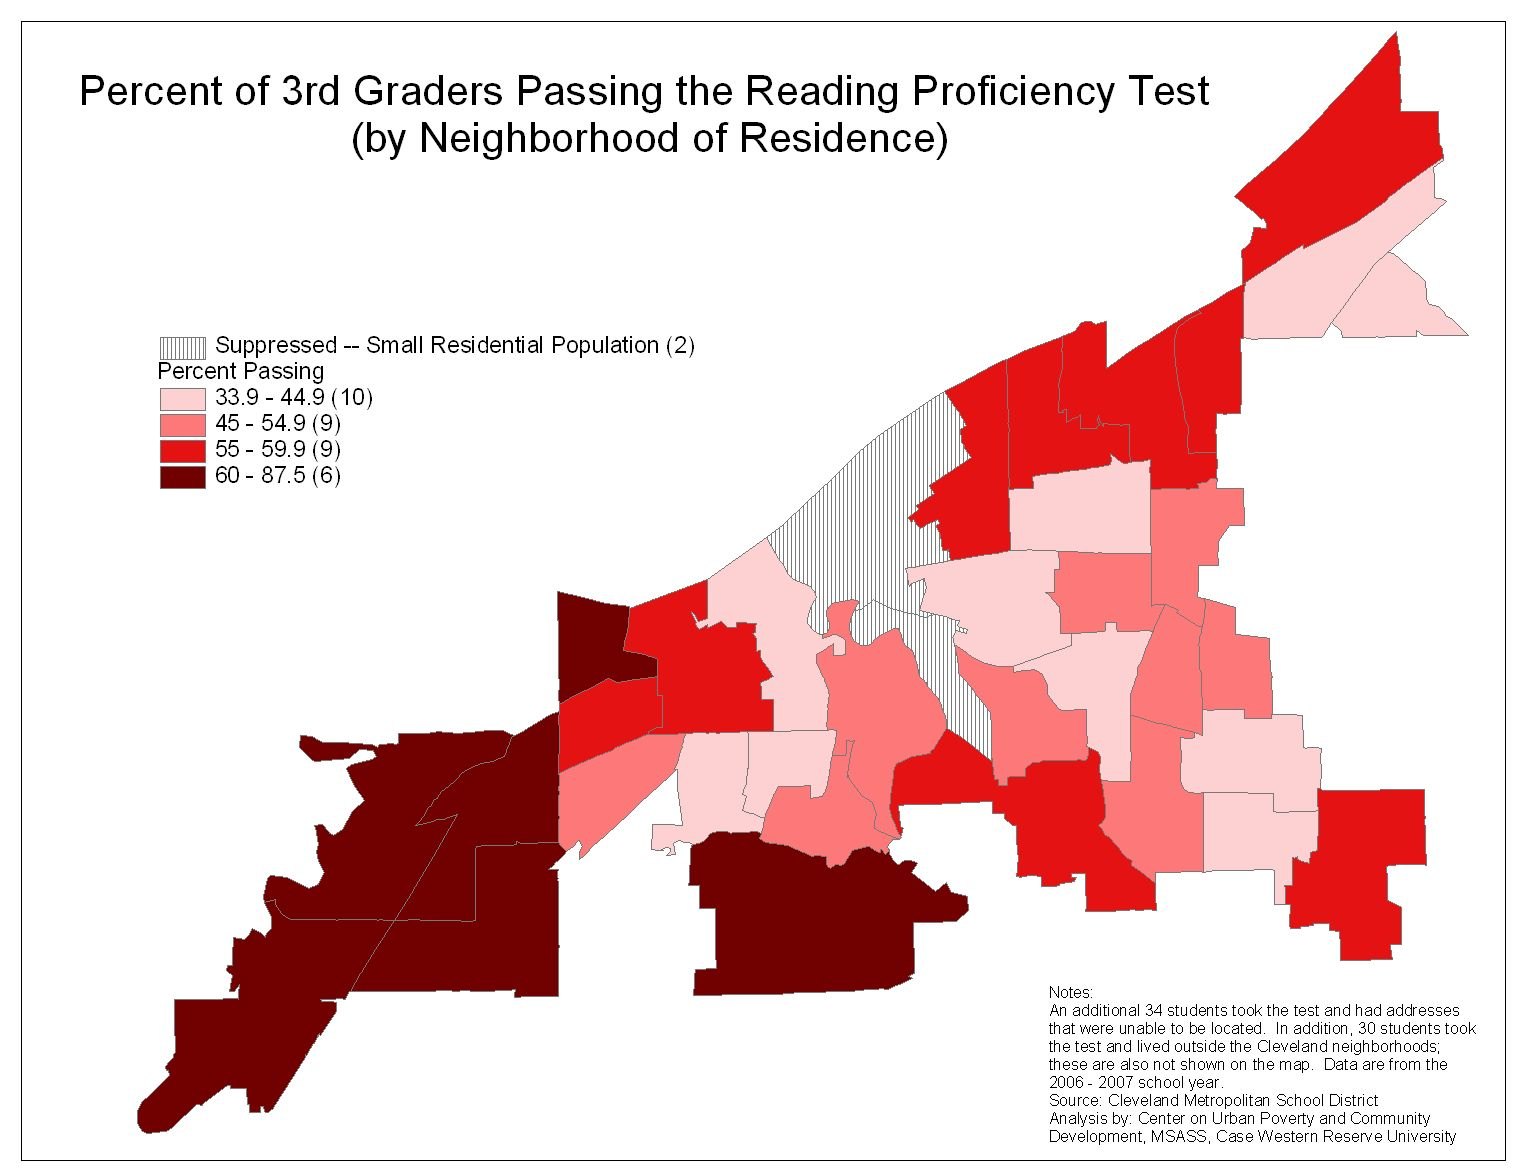 Percent of 3rd Graders Passing the Reading Proficiency Test
(by Neighborhood of Residence)
Suppressed -- Small Residential Population (2)
Percent Passing
33.9 - 44.9 (10)
45 - 54.9 (9)
55 - 59.9 (9)
60 - 87.5 (6)
Notes:
An additional 34 students took the test and had addresses
that were unable to be located.  In addition, 30 students took
the test and lived outside the Cleveland neighborhoods;
these are also not shown on the map.  Data are from the
2006 - 2007 school year.
Source: Cleveland Metropolitan School District
Analysis by: Center on Urban Poverty and Community
Development, MSASS, Case Western Reserve University